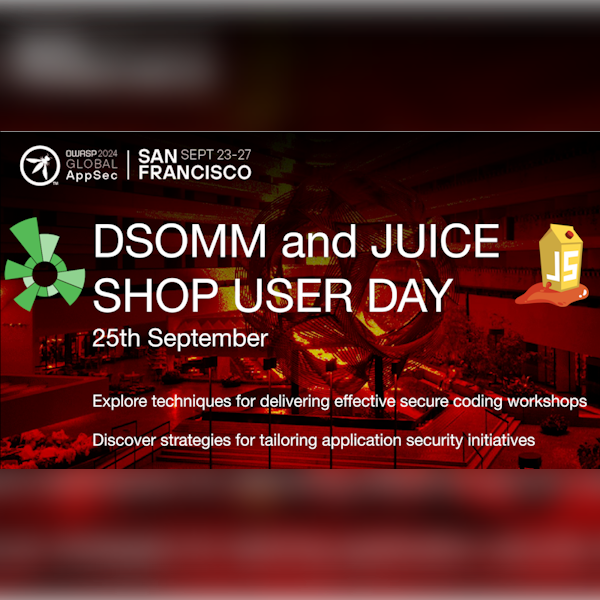 OWASP 2024
GLOBAL
AppSec
SAN SEPT 23-27
FRANCISCO
DSOMM and JUICE
SHOP USER DAY
25th September
JS
Explore techniques for delivering effective secure coding workshops
Discover strategies for tailoring application security initiatives